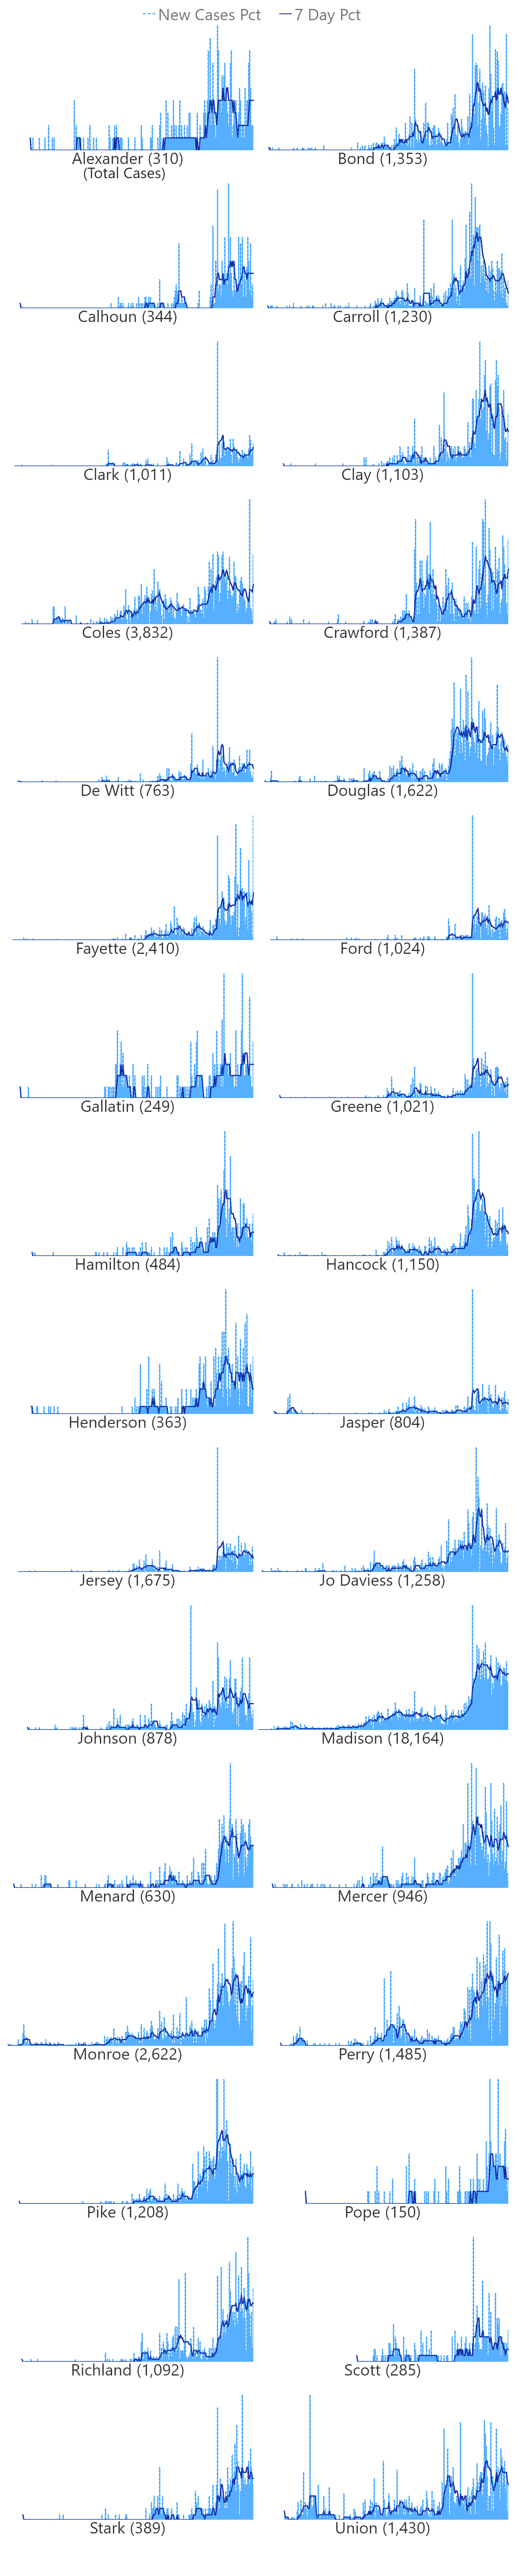 New Cases Pct 7 Day Pct
Alexander (310) Bond (1,353)
(Total Cases)
Calhoun (344) Carroll (1,230)
Clark (1,011) Clay (1,103)
Coles (3,832) Crawford (1,387)
De Witt (763) Douglas (1,622)
Fayette (2,410) Ford (1,024)
Gallatin (249) Greene (1,021)
Hamilton (484) Hancock (1,150)
Henderson (363) Jasper (804)
Jersey (1,675) Jo Daviess (1,258)
Johnson (878) Madison (18,164)
Menard (630) Mercer (946)
Monroe (2,622) Perry (1,485)
Pike (1,208) Pope (150)
Richland (1,092) Scott (285)
Stark (389) Union (1,430)